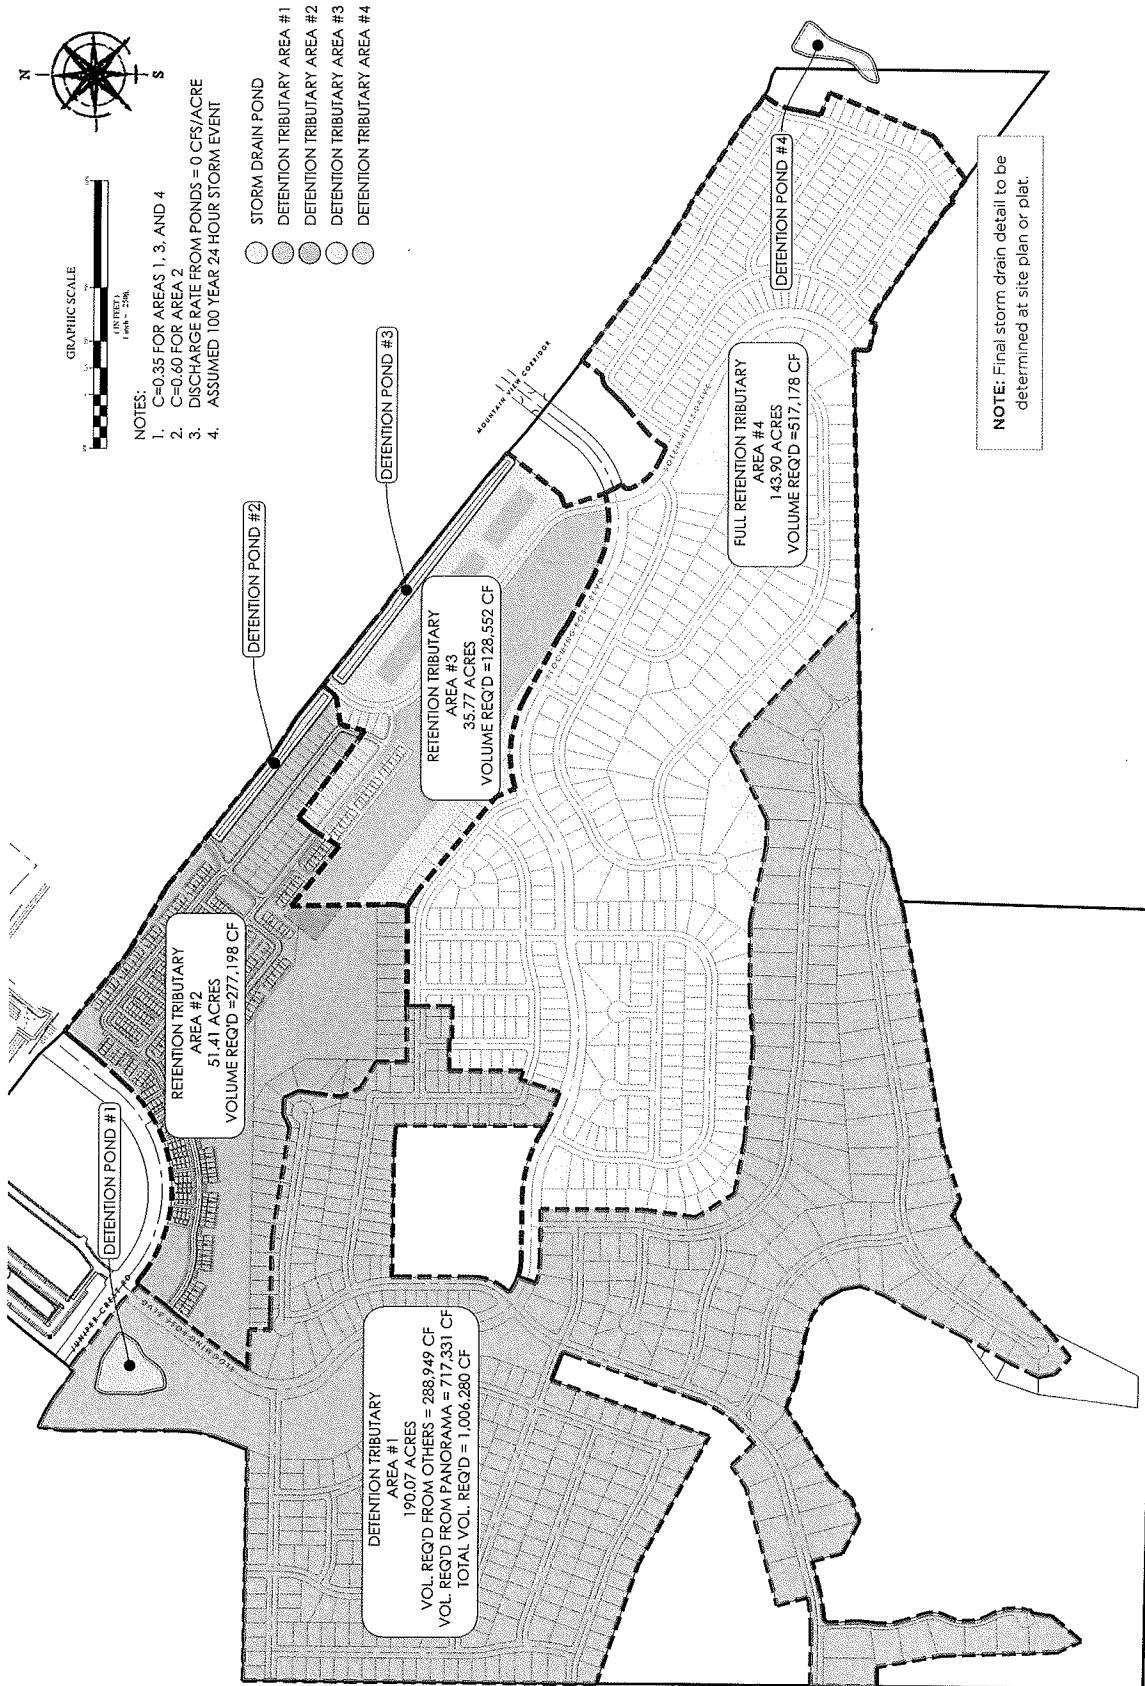 N
S
GRAPHIC SCALE
( IN FEET )
NOTES:
1. C=0.35 FOR AREAS 1, 3, AND 4
2. C=0.60 FOR AREA 2
3. DISCHARGE RATE FROM PONDS = 0 CFS/ACRE
4. ASSUMED 100 YEAR 24 HOUR STORM EVENT
STORM DRAIN POND
DETENTION TRIBUTARY AREA #1
DETENTION TRIBUTARY AREA #2
DETENTION TRIBUTARY AREA #3
DETENTION TRIBUTARY AREA #4
DETENTION POND #1
DETENTION POND #2
DETENTION POND #3
DETENTION POND #4
MOUNTAIN VIEW CORRIDOR
RETENTION TRIBUTARY
AREA #2
51.41 ACRES
VOLUME REQ'D =277,198 CF
RETENTION TRIBUTARY
AREA #3
35.77 ACRES
VOLUME REQ'D =128,552 CF
DETENTION TRIBUTARY
AREA #1
190.07 ACRES
VOL. REQ'D FROM OTHERS = 288,949 CF
VOL. REQ'D FROM PANORAMA = 717,331 CF
TOTAL VOL. REQ'D = 1,006,280 CF
FULL RETENTION TRIBUTARY
AREA #4
143.90 ACRES
VOLUME REQ'D =517,178 CF
BLOOMING ROSE BLVD
NOTE: Final storm drain detail to be
determined at site plan or plat.